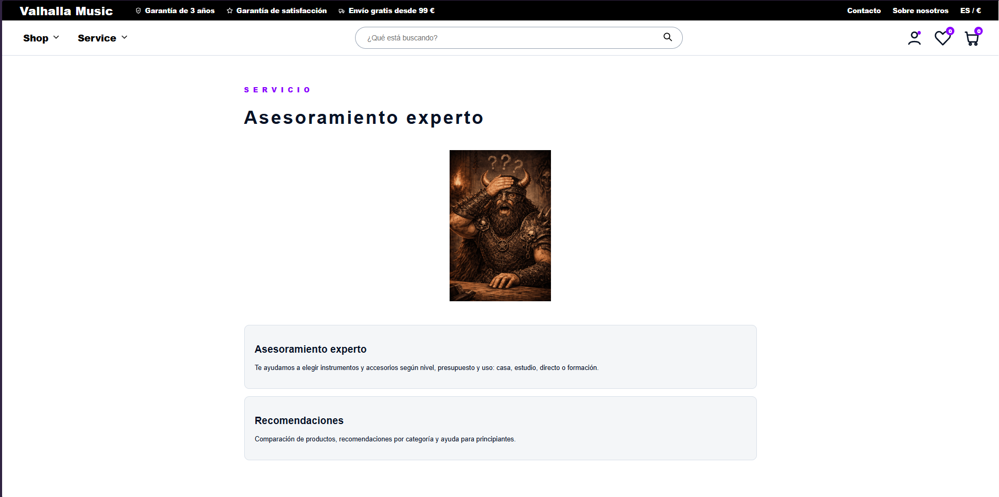 Valhalla Music Garantía de 3 años Garantía de satisfacción Envío gratis desde 99 € Contacto Sobre nosotros ES / €
Shop Service ¿Qué está buscando? 0 0
SERVICIO
Asesoramiento experto
???
Asesoramiento experto
Te ayudamos a elegir instrumentos y accesorios según nivel, presupuesto y uso: casa, estudio, directo o formación.
Recomendaciones
Comparación de productos, recomendaciones por categoría y ayuda para principiantes.